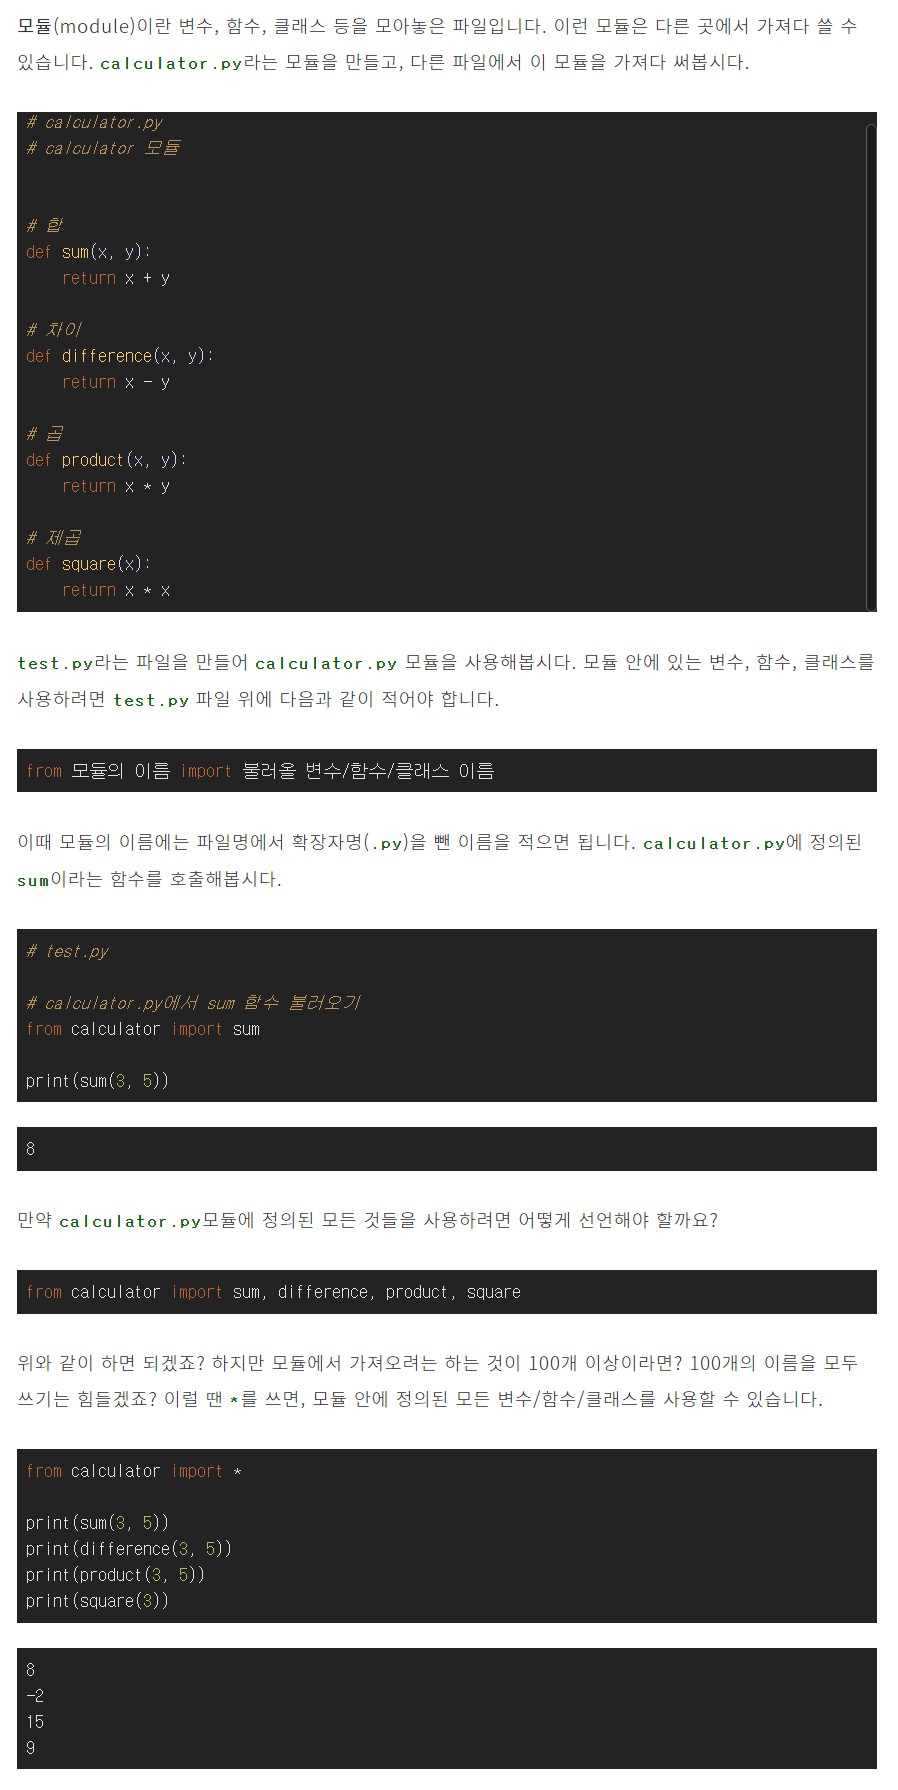 모듈(module)이란 변수, 함수, 클래스 등을 모아놓은 파일입니다. 이런 모듈은 다른 곳에서 가져다 쓸 수
있습니다. calculator.py라는 모듈을 만들고, 다른 파일에서 이 모듈을 가져다 써봅시다.
# calculator.py
# calculator 모듈
# 합
def sum(x, y):
    return x + y
# 차이
def difference(x, y):
    return x - y
# 곱
def product(x, y):
    return x * y
# 제곱
def square(x):
    return x * x
test.py라는 파일을 만들어 calculator.py 모듈을 사용해봅시다. 모듈 안에 있는 변수, 함수, 클래스를
사용하려면 test.py 파일 위에 다음과 같이 적어야 합니다.
from 모듈의 이름 import 불러올 변수/함수/클래스 이름
이때 모듈의 이름에는 파일명에서 확장자명(.py)을 뺀 이름을 적으면 됩니다. calculator.py에 정의된
sum이라는 함수를 호출해봅시다.
# test.py
# calculator.py에서 sum 함수 불러오기
from calculator import sum
print(sum(3, 5))
8
만약 calculator.py모듈에 정의된 모든 것들을 사용하려면 어떻게 선언해야 할까요?
from calculator import sum, difference, product, square
위와 같이 하면 되겠죠? 하지만 모듈에서 가져오려는 하는 것이 100개 이상이라면? 100개의 이름을 모두
쓰기는 힘들겠죠? 이럴 땐 *를 쓰면, 모듈 안에 정의된 모든 변수/함수/클래스를 사용할 수 있습니다.
from calculator import *
print(sum(3, 5))
print(difference(3, 5))
print(product(3, 5))
print(square(3))
8
-2
15
9